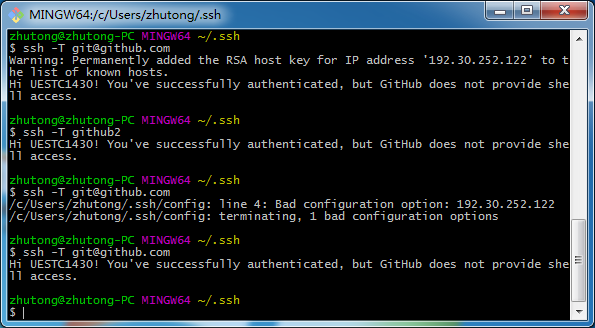 MINGW64:/c/Users/zhutong/.ssh
zhutong@zhutong-PC MINGW64 ~/.ssh
$ ssh -T git@github.com
Warning: Permanently added the RSA host key for IP address '192.30.252.122' to t
he list of known hosts.
Hi UESTC1430! You've successfully authenticated, but GitHub does not provide she
ll access.
zhutong@zhutong-PC MINGW64 ~/.ssh
$ ssh -T github2
Hi UESTC1430! You've successfully authenticated, but GitHub does not provide she
ll access.
zhutong@zhutong-PC MINGW64 ~/.ssh
$ ssh -T git@github.com
/c/Users/zhutong/.ssh/config: line 4: Bad configuration option: 192.30.252.122
/c/Users/zhutong/.ssh/config: terminating, 1 bad configuration options
zhutong@zhutong-PC MINGW64 ~/.ssh
$ ssh -T git@github.com
Hi UESTC1430! You've successfully authenticated, but GitHub does not provide she
ll access.
zhutong@zhutong-PC MINGW64 ~/.ssh
$